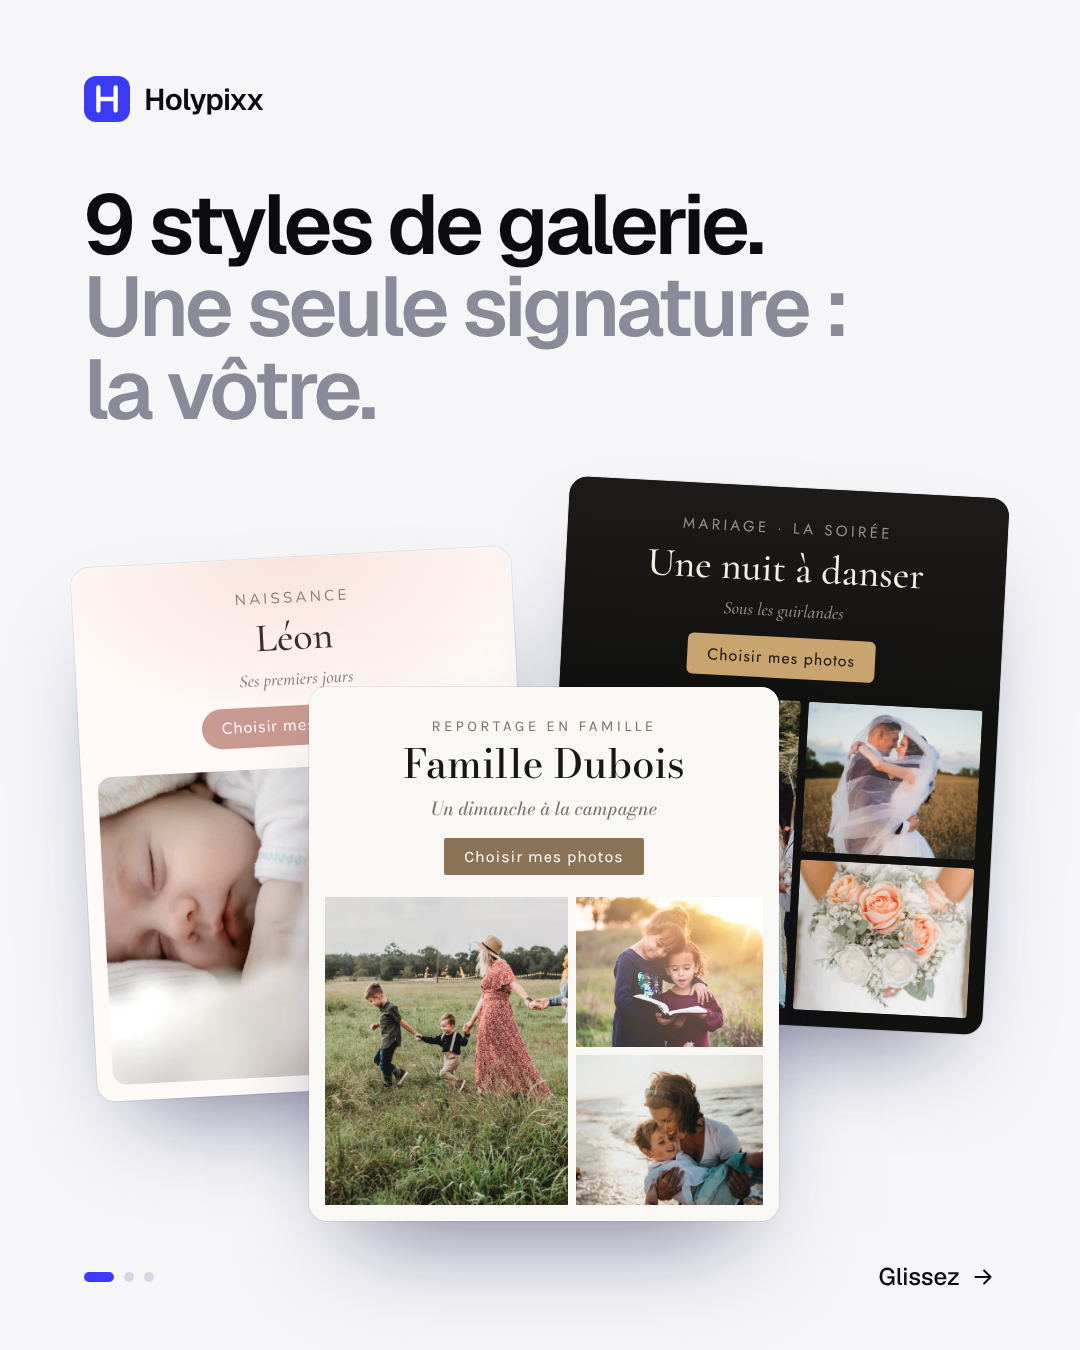 H Holypixx
9 styles de galerie.
Une seule signature :
la vôtre.
NAISSANCE
Léon
Ses premiers jours
Choisir mes
MARIAGE · LA SOIRÉE
Une nuit à danser
Sous les guirlandes
Choisir mes photos
REPORTAGE EN FAMILLE
Famille Dubois
Un dimanche à la campagne
Choisir mes photos
Glissez →